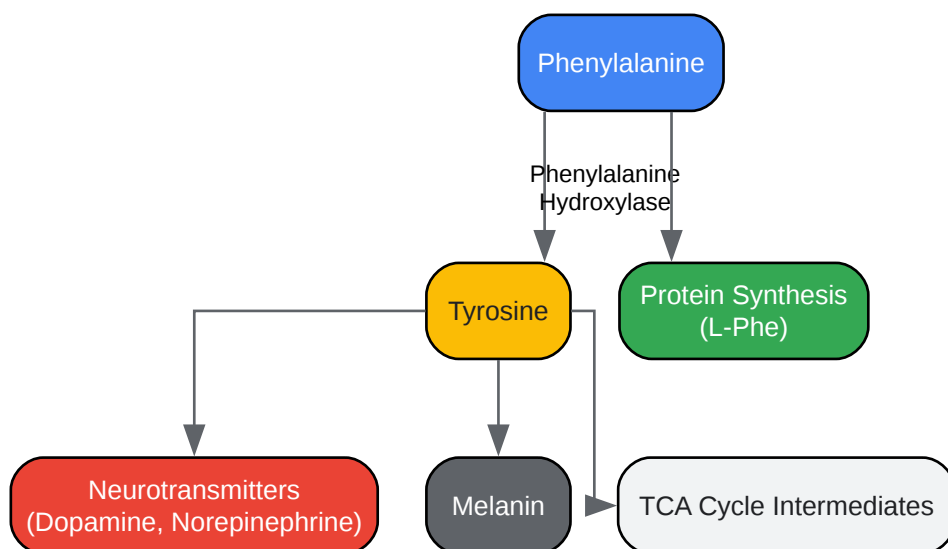 Phenylalanine
Phenylalanine
Hydroxylase
Tyrosine
Protein Synthesis
(L-Phe)
Neurotransmitters
(Dopamine, Norepinephrine)
Melanin
TCA Cycle Intermediates